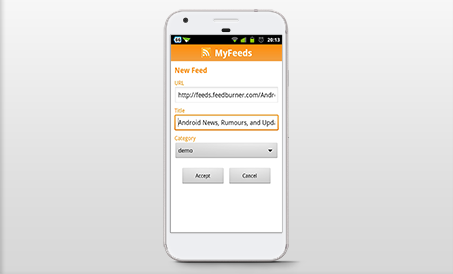 20:13
MyFeeds
New Feed
URL
http://feeds.feedburner.com/Andr
Title
Android News, Rumours, and Upda
Category
demo
Accept
Cancel